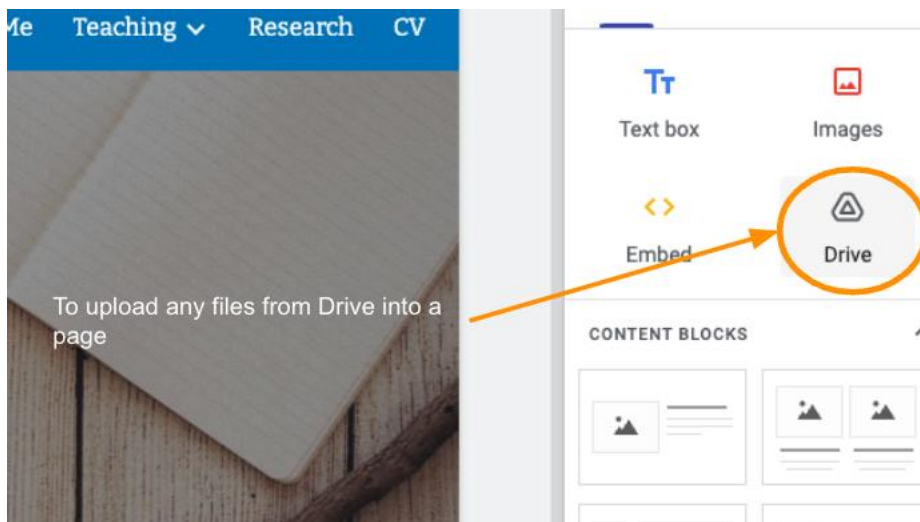 Me Teaching Research CV
Text box
Images
Embed
Drive
To upload any files from Drive into a
page
CONTENT BLOCKS